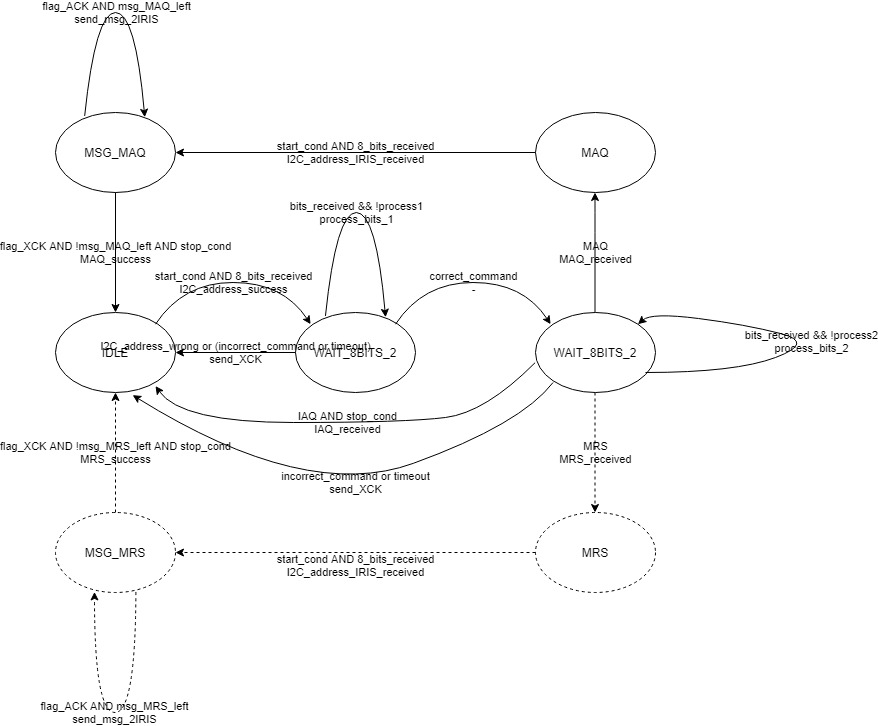 flag_ACK AND msg_MAQ_left
send_msg_2IRIS
MSG_MAQ
start_cond AND 8_bits_received
I2C_address_IRIS_received
MAQ
bits_received && !process1
process_bits_1
flag_XCK AND !msg_MAQ_left AND stop_cond
MAQ_success
MAQ
MAQ_received
start_cond AND 8_bits_received
I2C_address_success
correct_command
-
IDLE
I2C_address_wrong or (incorrect_command or timeout)
send_XCK
WAIT_8BITS_2
WAIT_8BITS_2
bits_received && !process2
process_bits_2
IAQ AND stop_cond
IAQ_received
flag_XCK AND !msg_MRS_left AND stop_cond
MRS_success
MRS
MRS_received
incorrect_command or timeout
send_XCK
MSG_MRS
start_cond AND 8_bits_received
I2C_address_IRIS_received
MRS
flag_ACK AND msg_MRS_left
send_msg_2IRIS